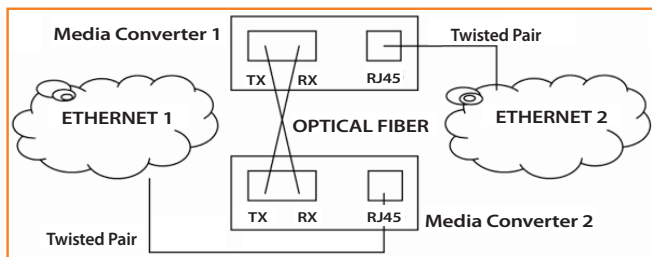 Media Converter 1
Twisted Pair
TX RX RJ45
ETHERNET 1
OPTICAL FIBER
ETHERNET 2
TX RX RJ45
Media Converter 2
Twisted Pair